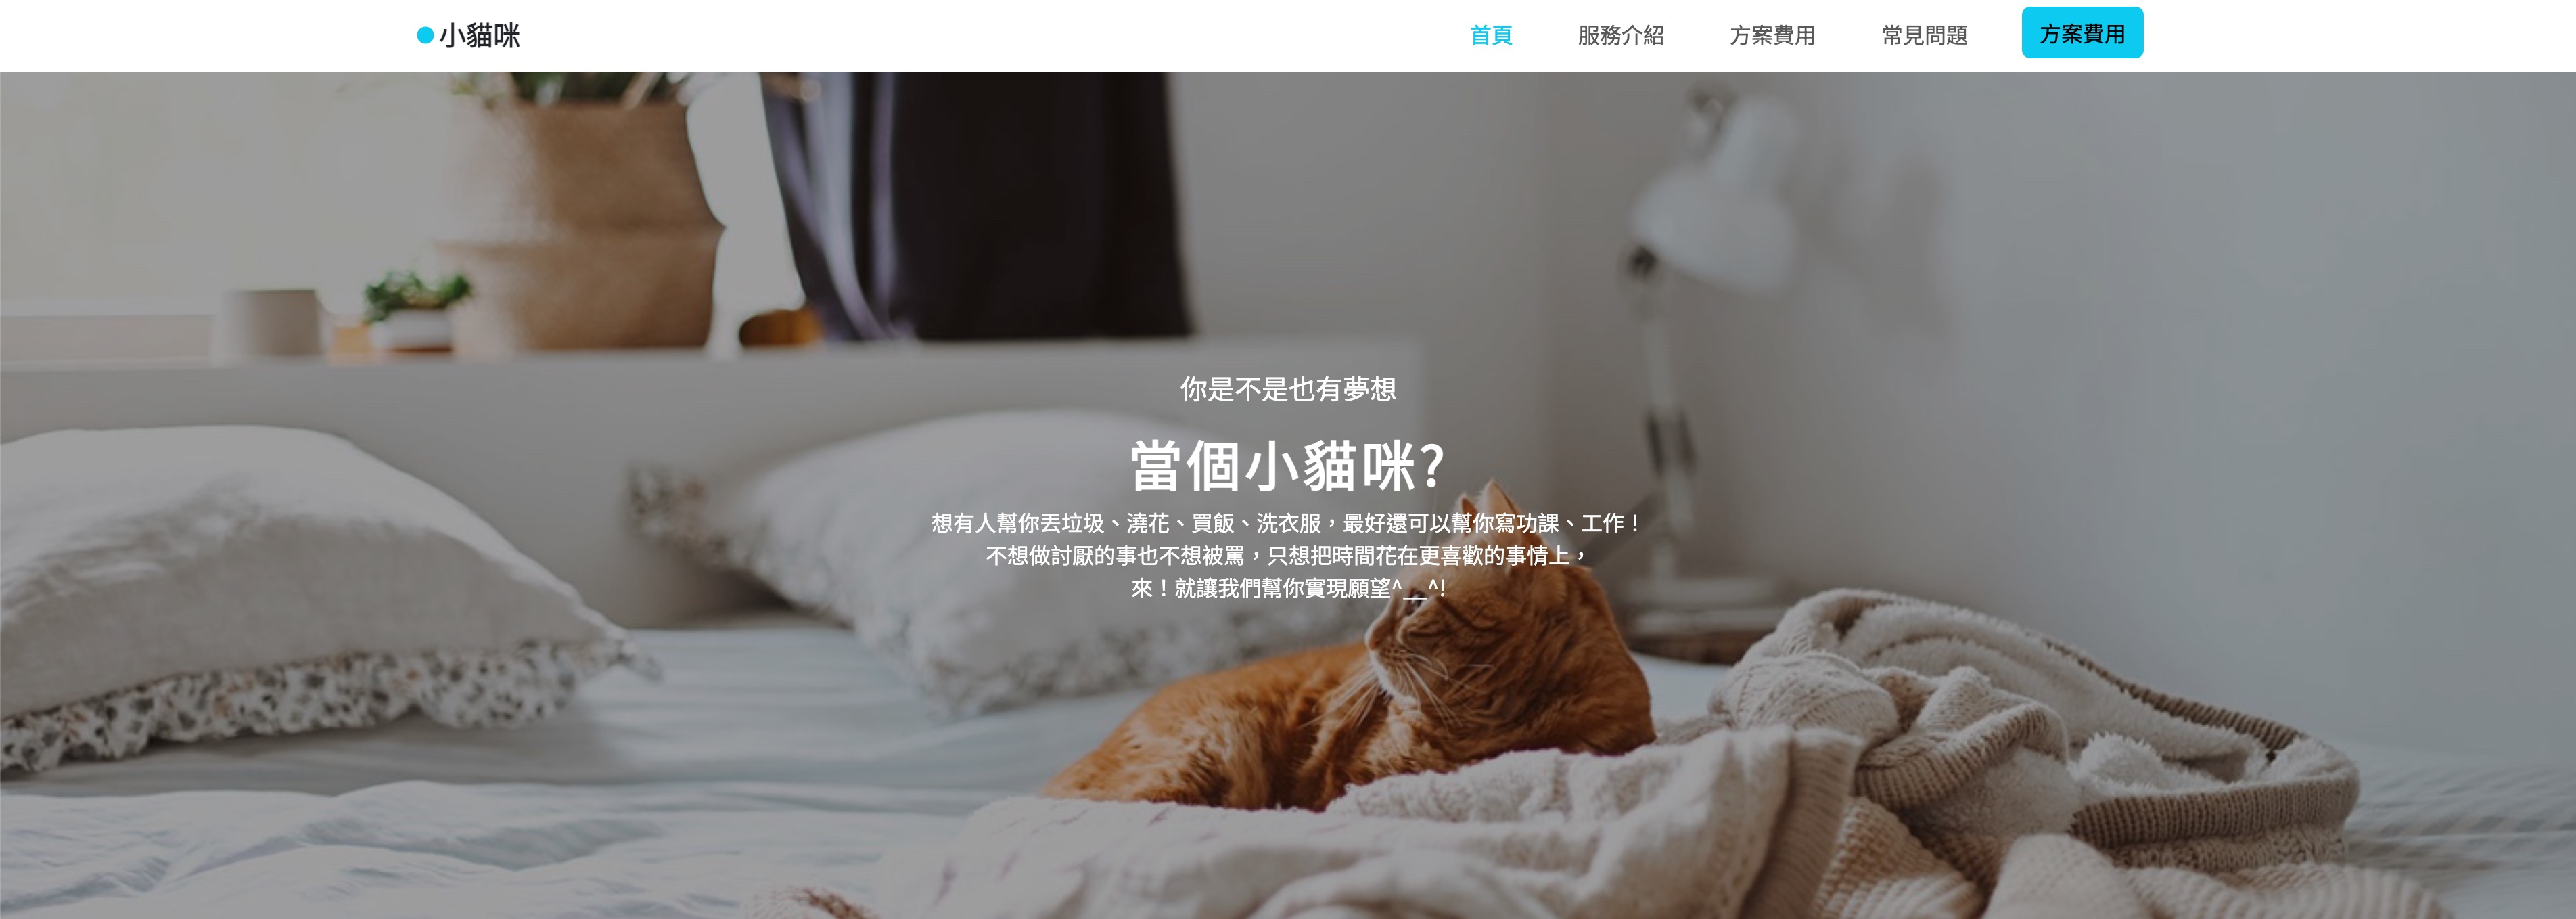 小貓咪
首頁
服務介紹
方案費用
常見問題
方案費用
你是不是也有夢想
當個小貓咪?
想有人幫你丟垃圾、澆花、買飯、洗衣服，最好還可以幫你寫功課、工作！
不想做討厭的事也不想被罵，只想把時間花在更喜歡的事情上，
來！就讓我們幫你實現願望^__^!